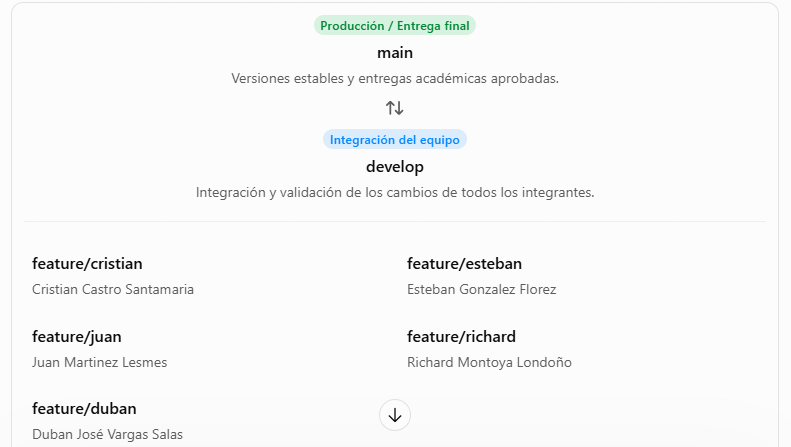 Producción / Entrega final
main
Versiones estables y entregas académicas aprobadas.
Integración del equipo
develop
Integración y validación de los cambios de todos los integrantes.
feature/cristian
Cristian Castro Santamaria
feature/esteban
Esteban Gonzalez Florez
feature/juan
Juan Martinez Lesmes
feature/richard
Richard Montoya Londoño
feature/duban
Duban José Vargas Salas